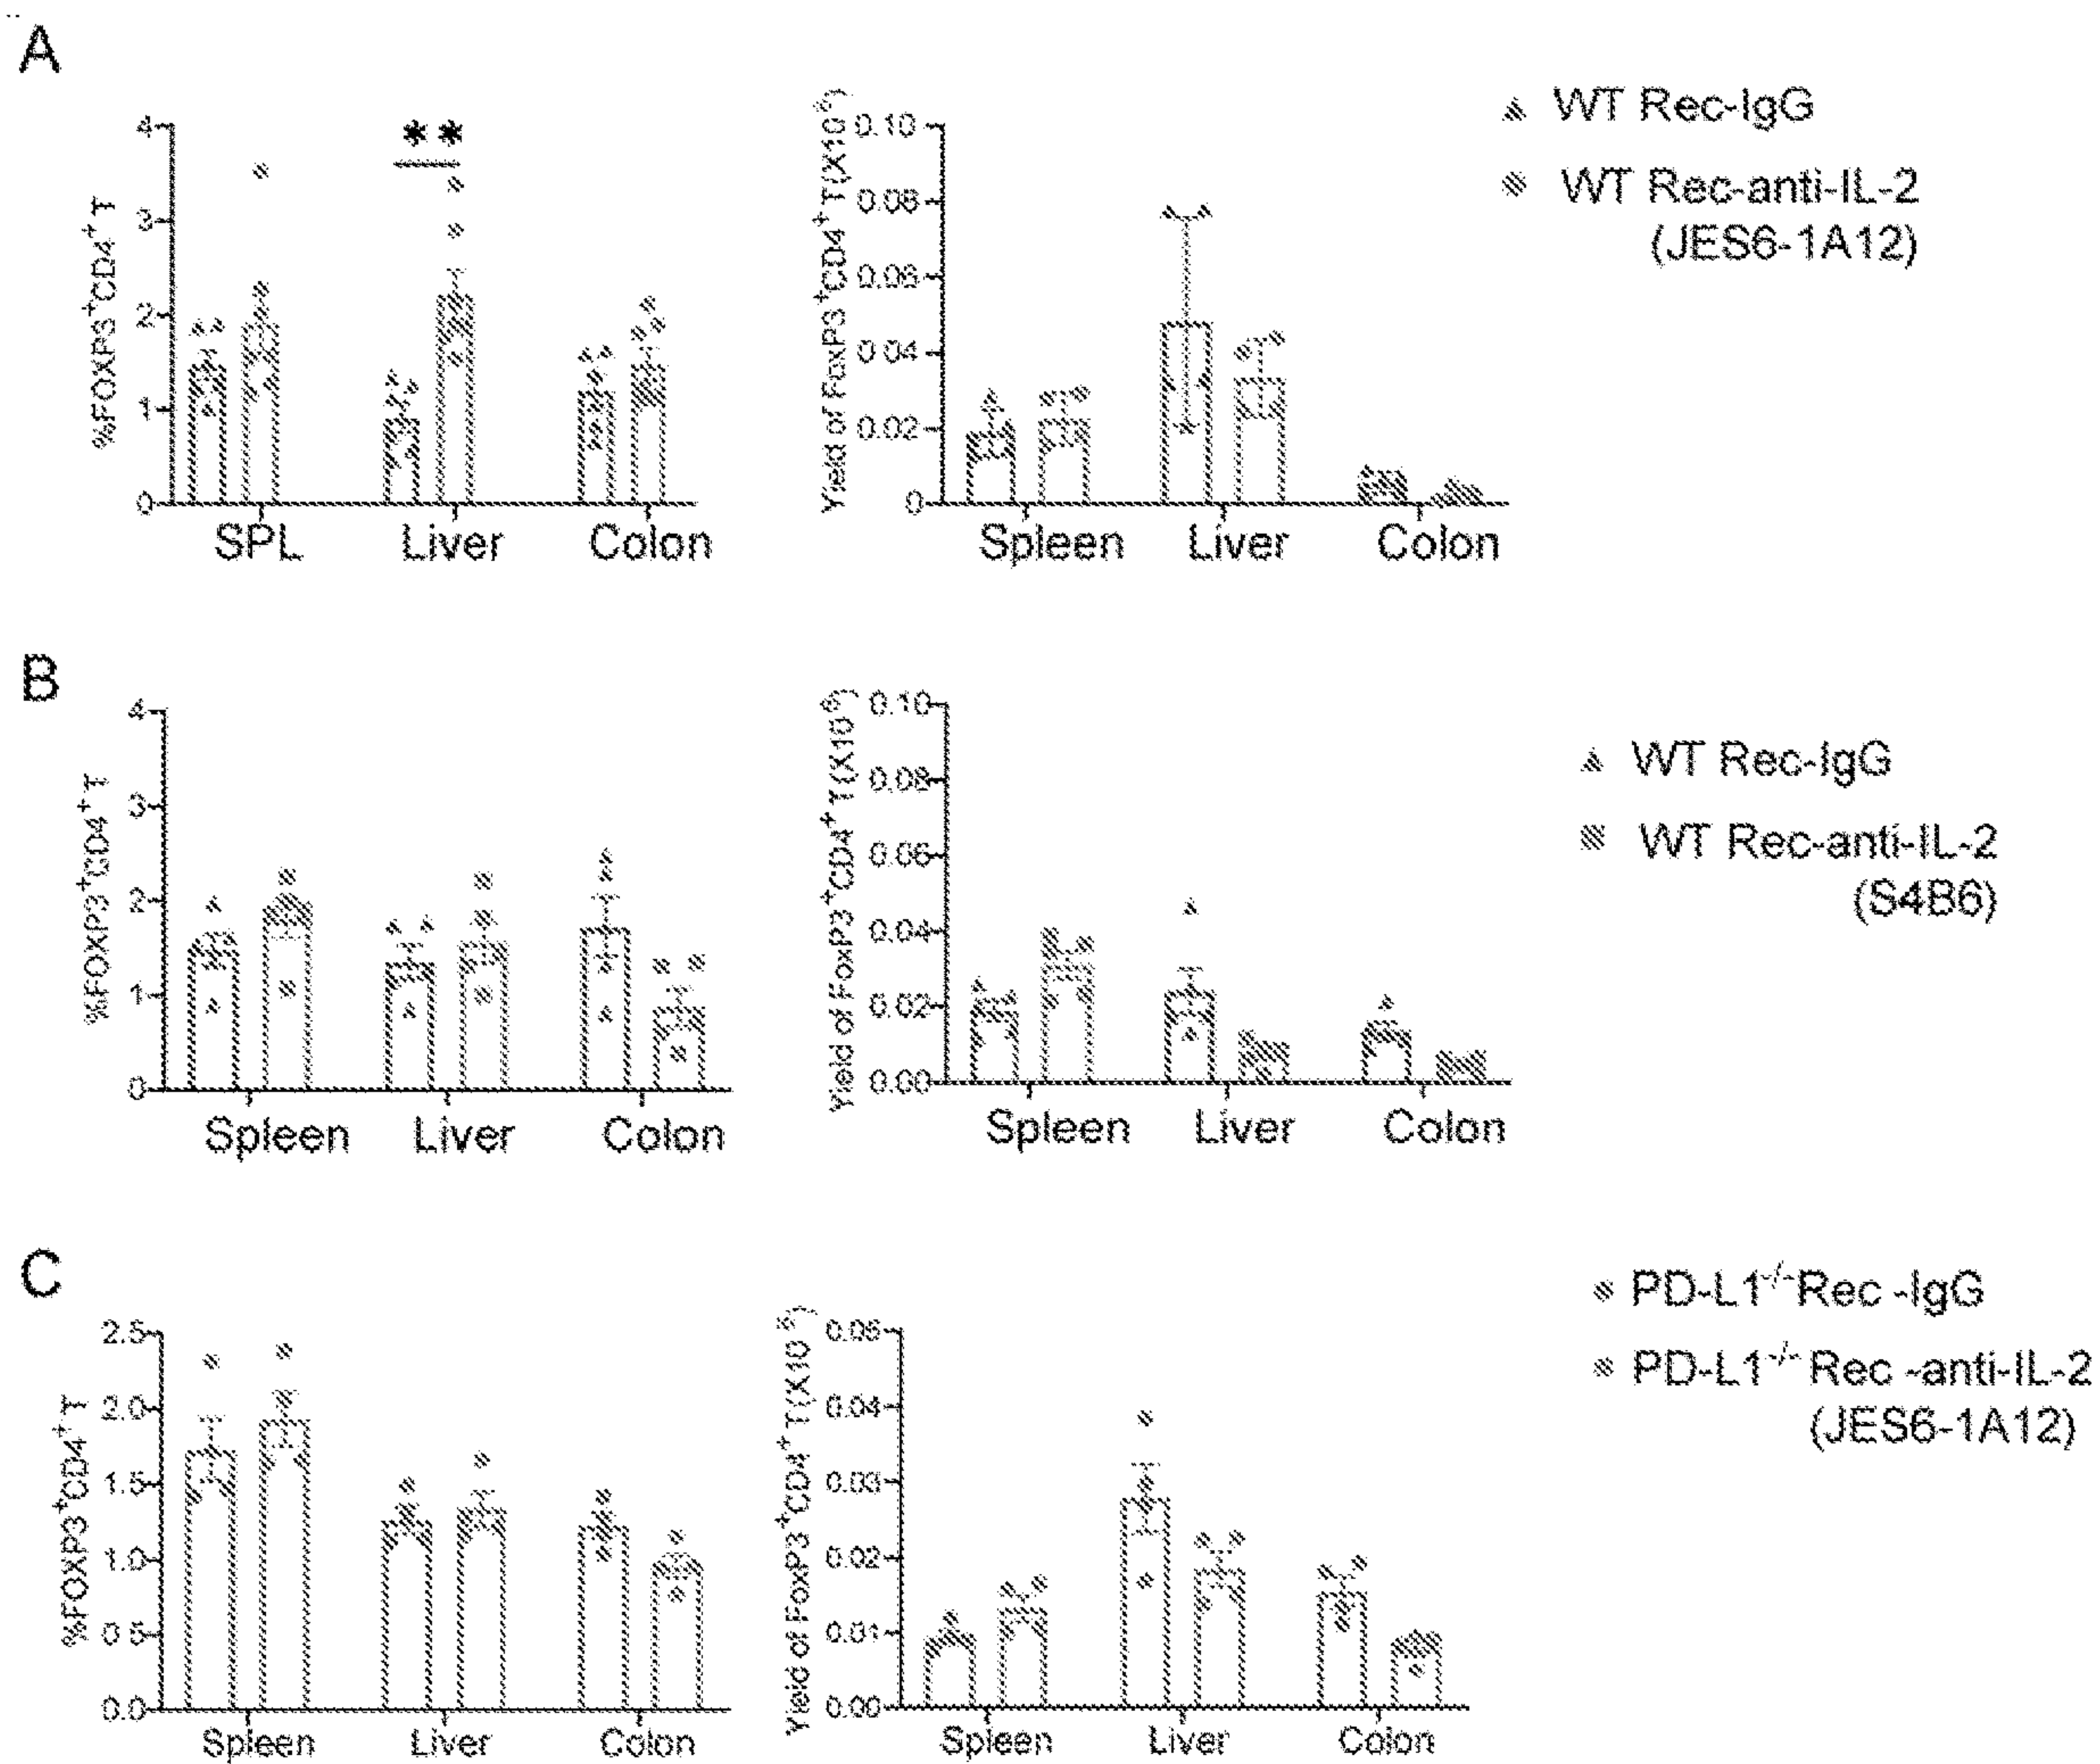 A
%FOXP3⁺CD4⁺T
4
3
2
1
0
**
SPL Liver Colon
Yield of FoxP3⁺CD4⁺T(X10⁶)
0.10
0.08
0.06
0.04
0.02
0
Spleen Liver Colon
WT Rec-IgG
WT Rec-anti-IL-2
(JES6-1A12)
B
%FOXP3⁺CD4⁺T
4
3
2
1
0
Spleen Liver Colon
Yield of FoxP3⁺CD4⁺T(X10⁶)
0.10
0.08
0.06
0.04
0.02
0.00
Spleen Liver Colon
WT Rec-IgG
WT Rec-anti-IL-2
(S4B6)
C
%FOXP3⁺CD4⁺T
2.5
2.0
1.5
1.0
0.5
0.0
Spleen Liver Colon
Yield of FoxP3⁺CD4⁺T(X10⁶)
0.05
0.04
0.03
0.02
0.01
0.00
Spleen Liver Colon
PD-L1⁻/⁻Rec -IgG
PD-L1⁻/⁻ Rec -anti-IL-2
(JES6-1A12)